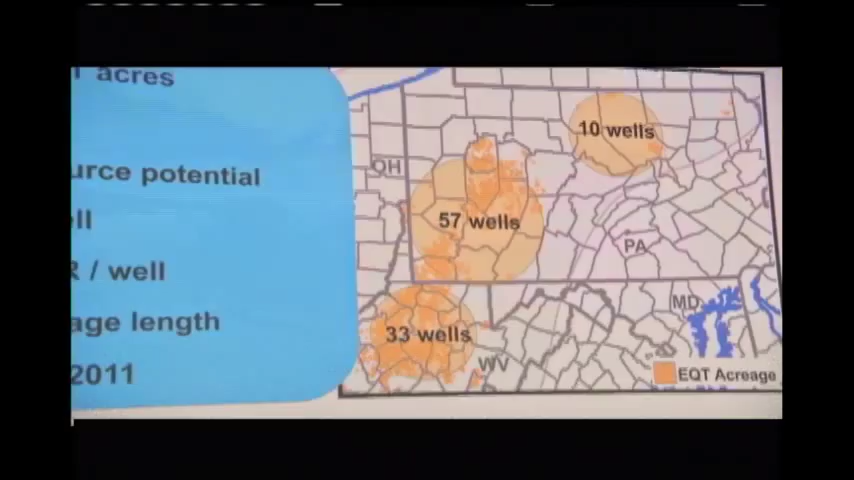 acres
urce potential
ell
R / well
age length
2011
10 wells
OH
57 wells
PA
MD
33 wells
WV
EQT Acreage